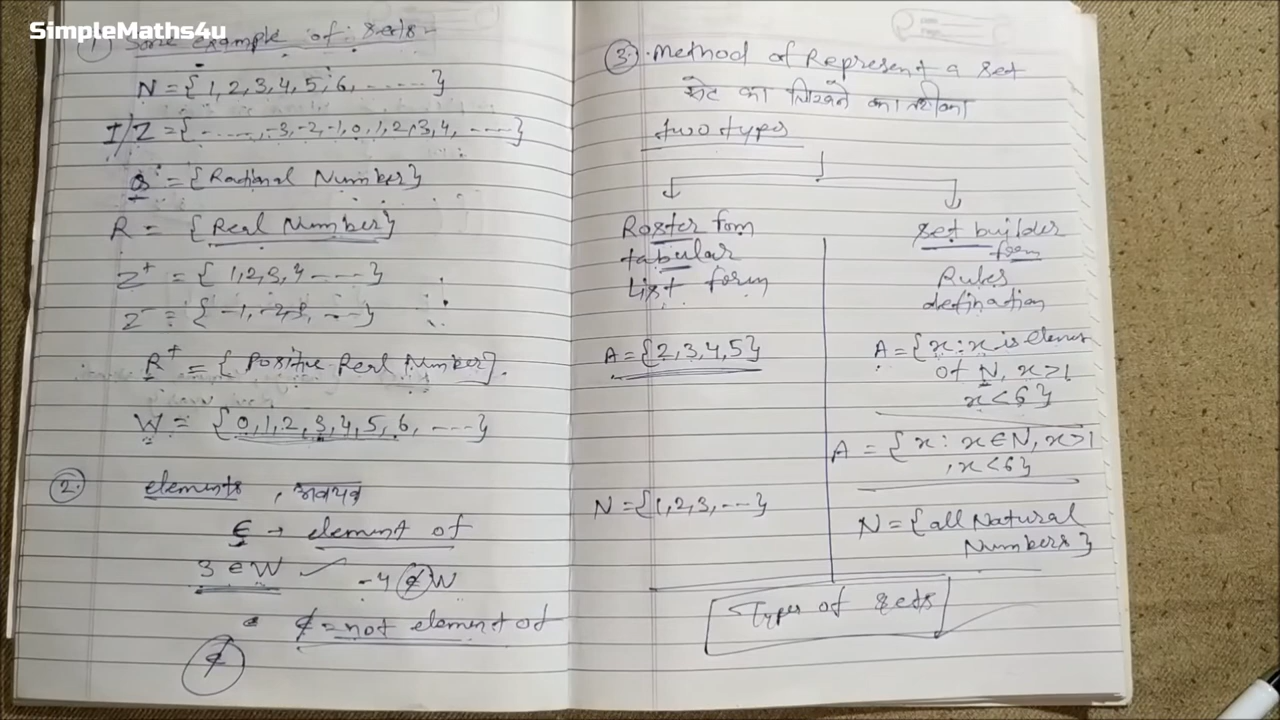 SimpleMaths4u
① Some example of sets-
N = {1,2,3,4,5,6,.......}
I/Z = {......,-3,-2,-1,0,1,2,3,4,.....}
Q = {Rational Number}
R = {Real Number}
Z⁺ = {1,2,3,4.....}
Z⁻ = {-1,-2,3,....}
R⁺ = {Positive Real Number}.
W = {0,1,2,3,4,5,6,....}
② elements, अवयव
∈ → element of
3 ∈ W ✓ -4 ∉ W
∉ = not element of
∉
③ Method of Represent a set
सेट का लिखने का तरीका
two types
Roster form
tabular
List form
A = {2,3,4,5}
N = {1,2,3,....}
set builder
form
Rules
defination
A = {x : x is elemen
of N, x>1
x<6}
A = {x : x∈N, x>1
,x<6}
N = {all Natural
Numbers}
Types of sets